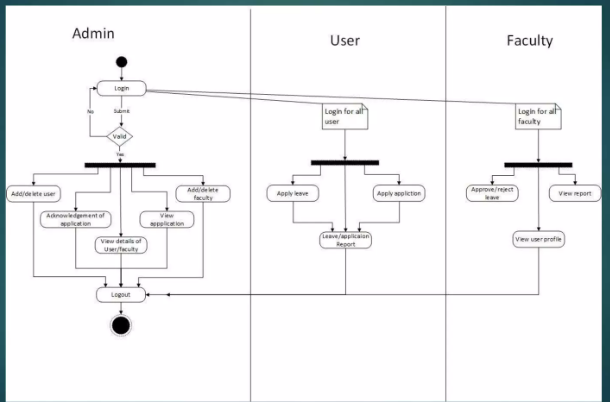 Admin
User
Faculty
Login
No
Submit
Valid
Yes
Login for all
user
Login for all
faculty
Add/delete user
Add/delete
faculty
Acknowledgement of
application
View
appplication
View details of
User/faculty
Logout
Apply leave
Apply appliction
Leave/applicaion
Report
Approve/reject
leave
View report
View user profile